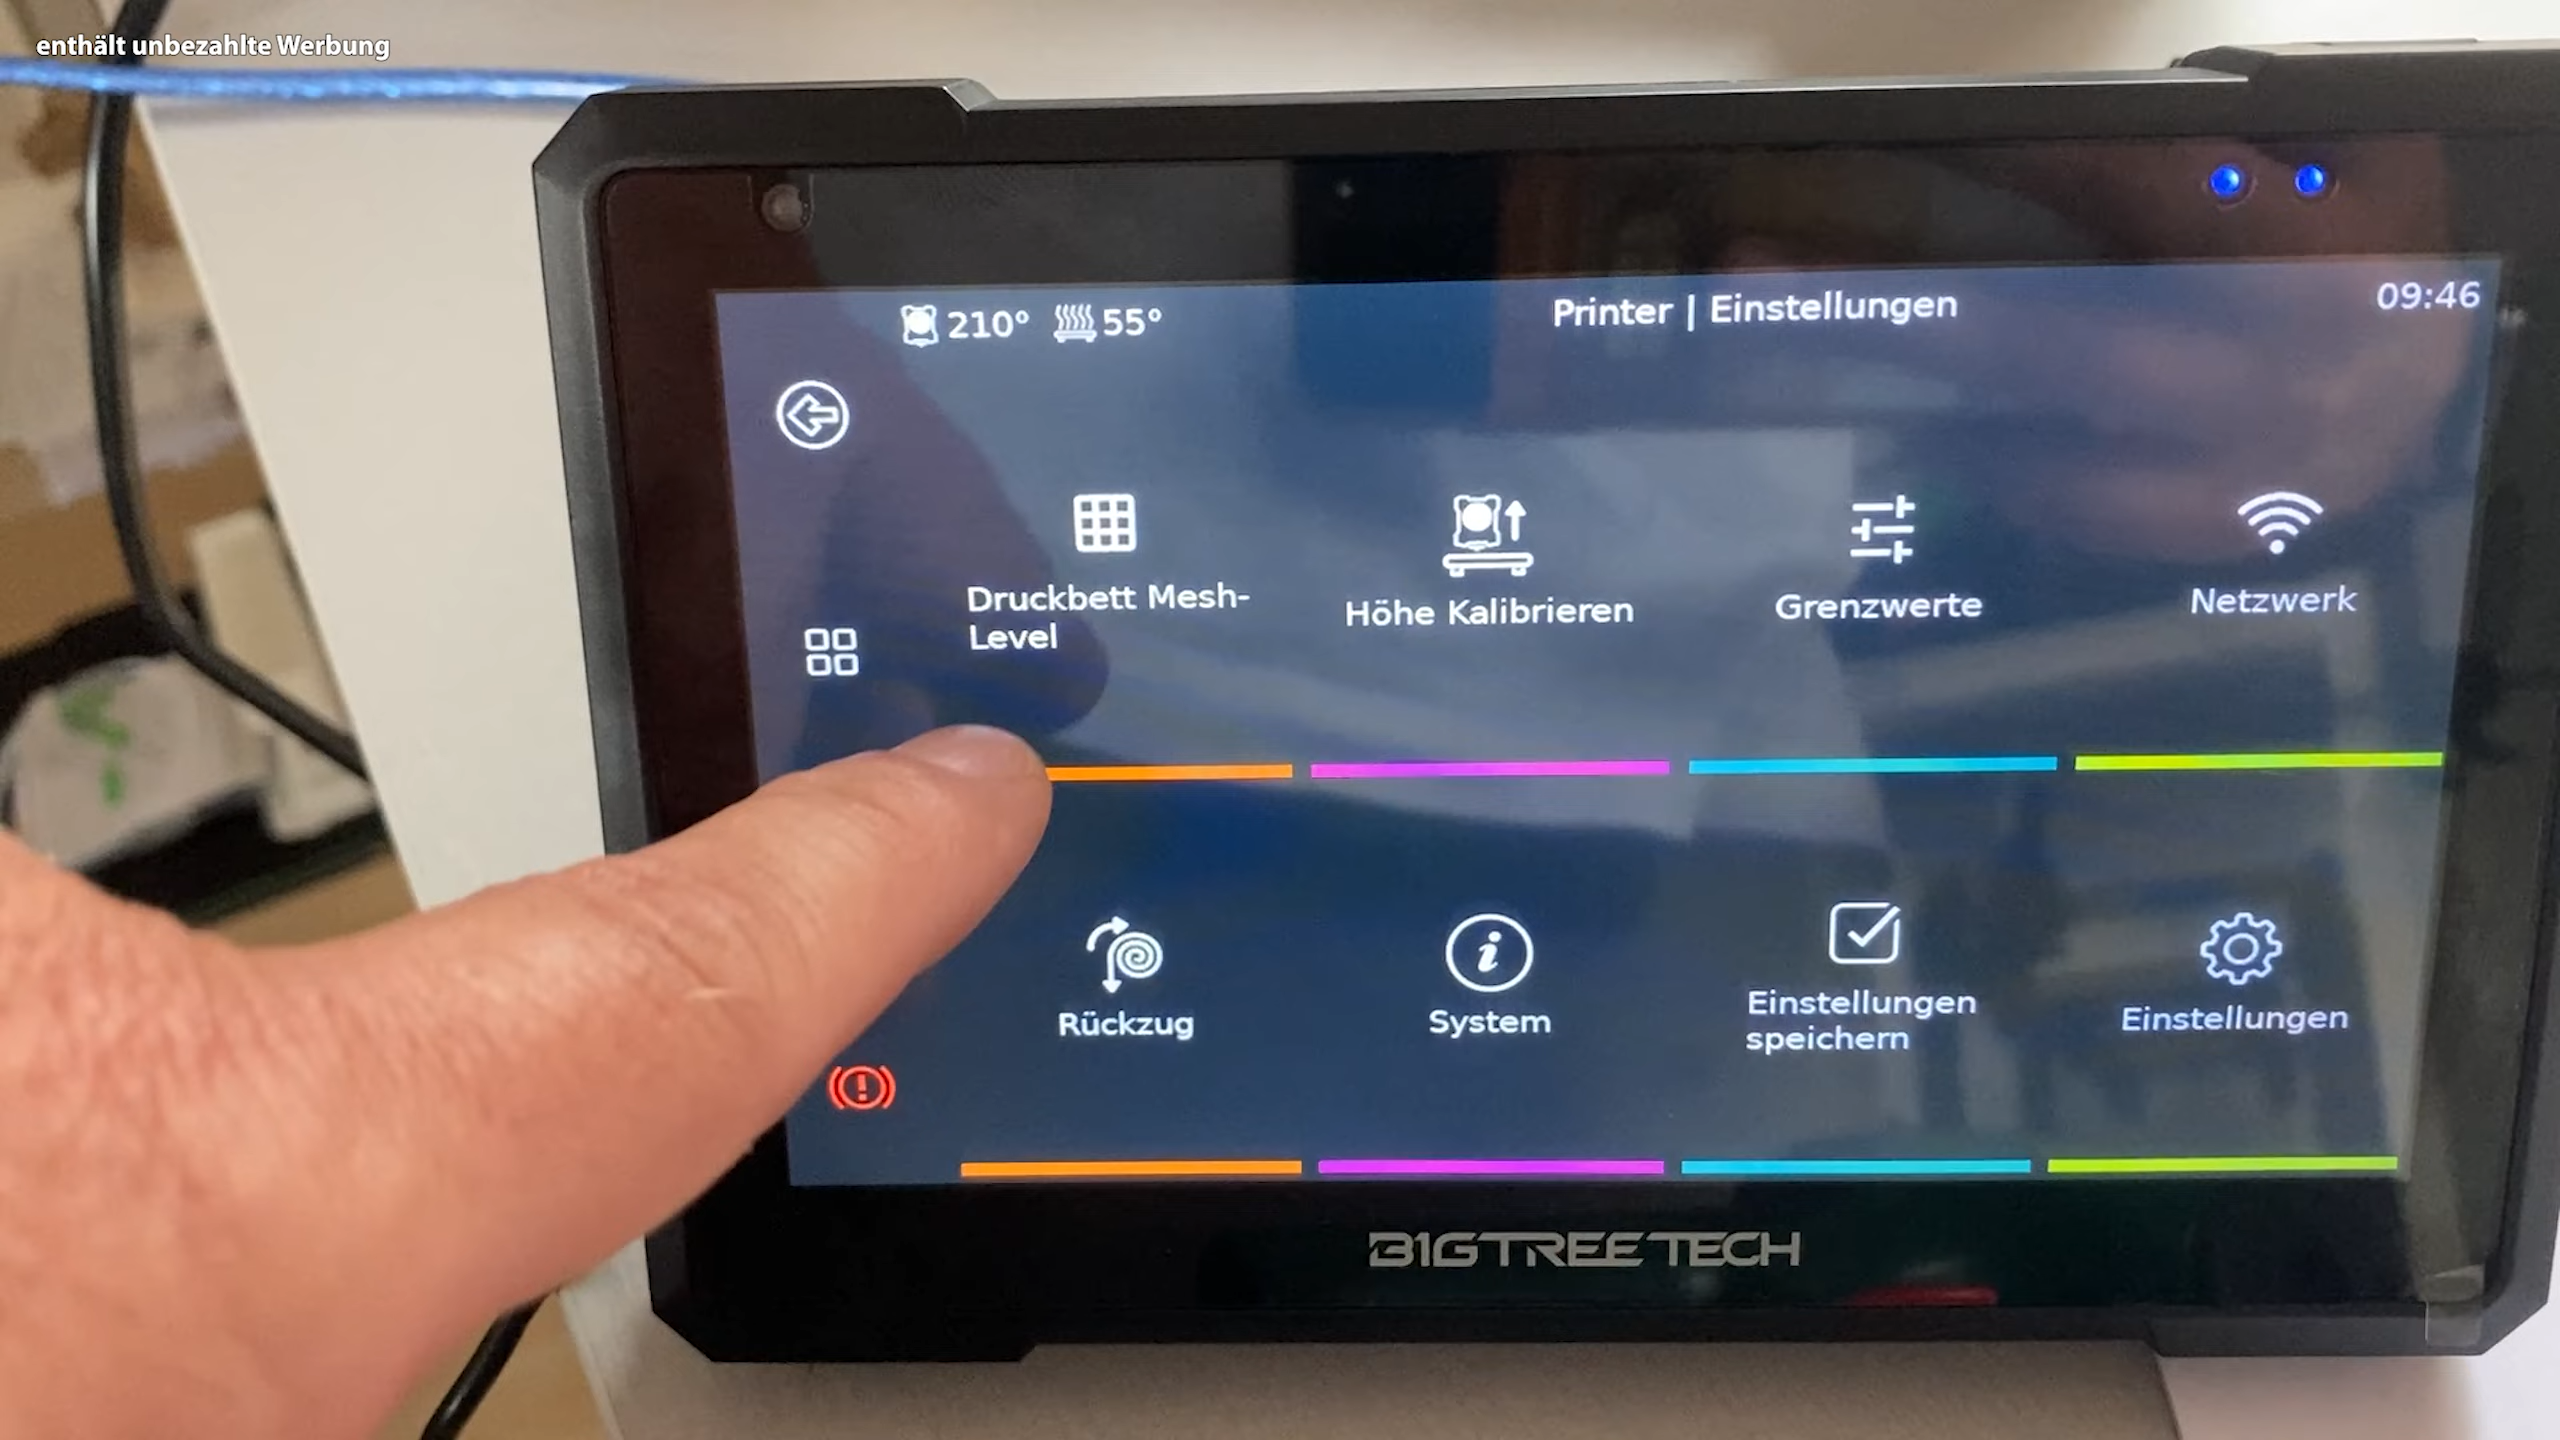 enthält unbezahlte Werbung
210° 55°
Printer | Einstellungen
09:46
Druckbett Mesh-
Level
Höhe Kalibrieren
Grenzwerte
Netzwerk
Rückzug
System
Einstellungen
speichern
Einstellungen
BIGTREETECH